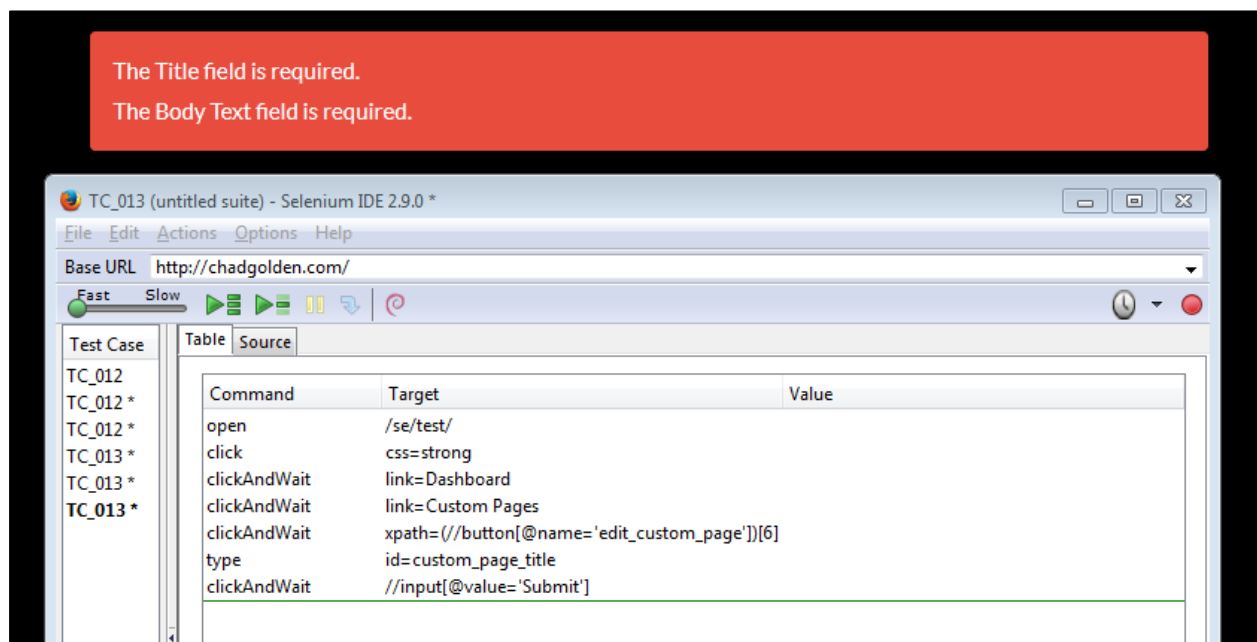 The Title field is required.
The Body Text field is required.
TC_013 (untitled suite) - Selenium IDE 2.9.0 *
File Edit Actions Options Help
Base URL http://chadgolden.com/
Fast Slow
Test Case Table Source
TC_012
TC_012 *
TC_012 *
TC_013 *
TC_013 *
TC_013 *
Command Target Value
open /se/test/
click css=strong
clickAndWait link=Dashboard
clickAndWait link=Custom Pages
clickAndWait xpath=(//button[@name='edit_custom_page'])[6]
type id=custom_page_title
clickAndWait //input[@value='Submit']